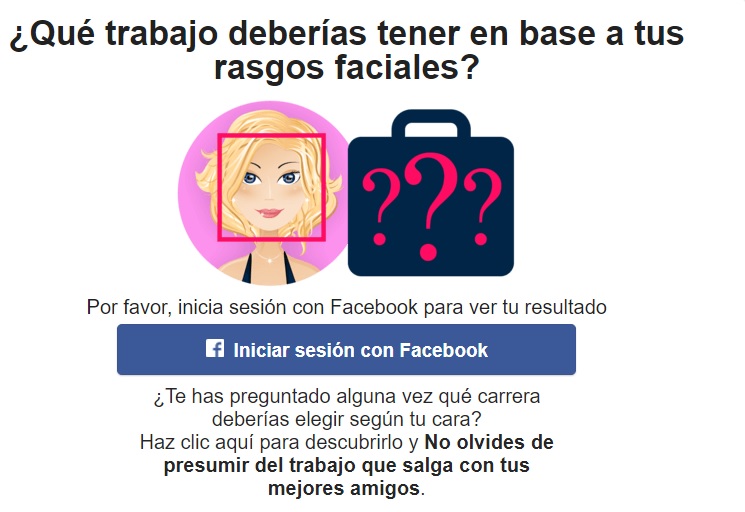 ¿Qué trabajo deberías tener en base a tus
rasgos faciales?
? ? ?
Por favor, inicia sesión con Facebook para ver tu resultado
f Iniciar sesión con Facebook
¿Te has preguntado alguna vez qué carrera
deberías elegir según tu cara?
Haz clic aquí para descubrirlo y No olvides de
presumir del trabajo que salga con tus
mejores amigos.